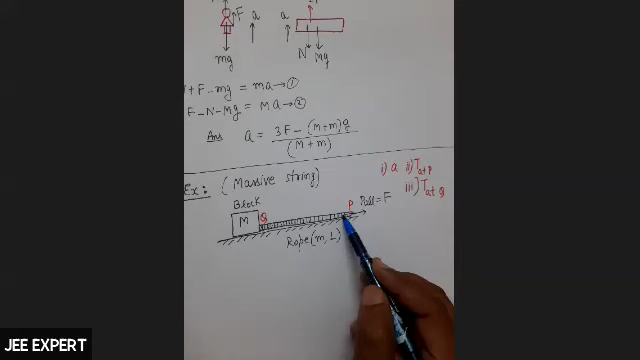 F a a
mg N Mg
+ F - mg = ma → ①
F - N - Mg = Ma → ②
Ans a = 3F - (M+m)g / (M+m)
Ex: (Massive string) i) a ii) T at P
iii) T at Q
Block
M Q P Pull = F
Rope (m, L)
JEE EXPERT